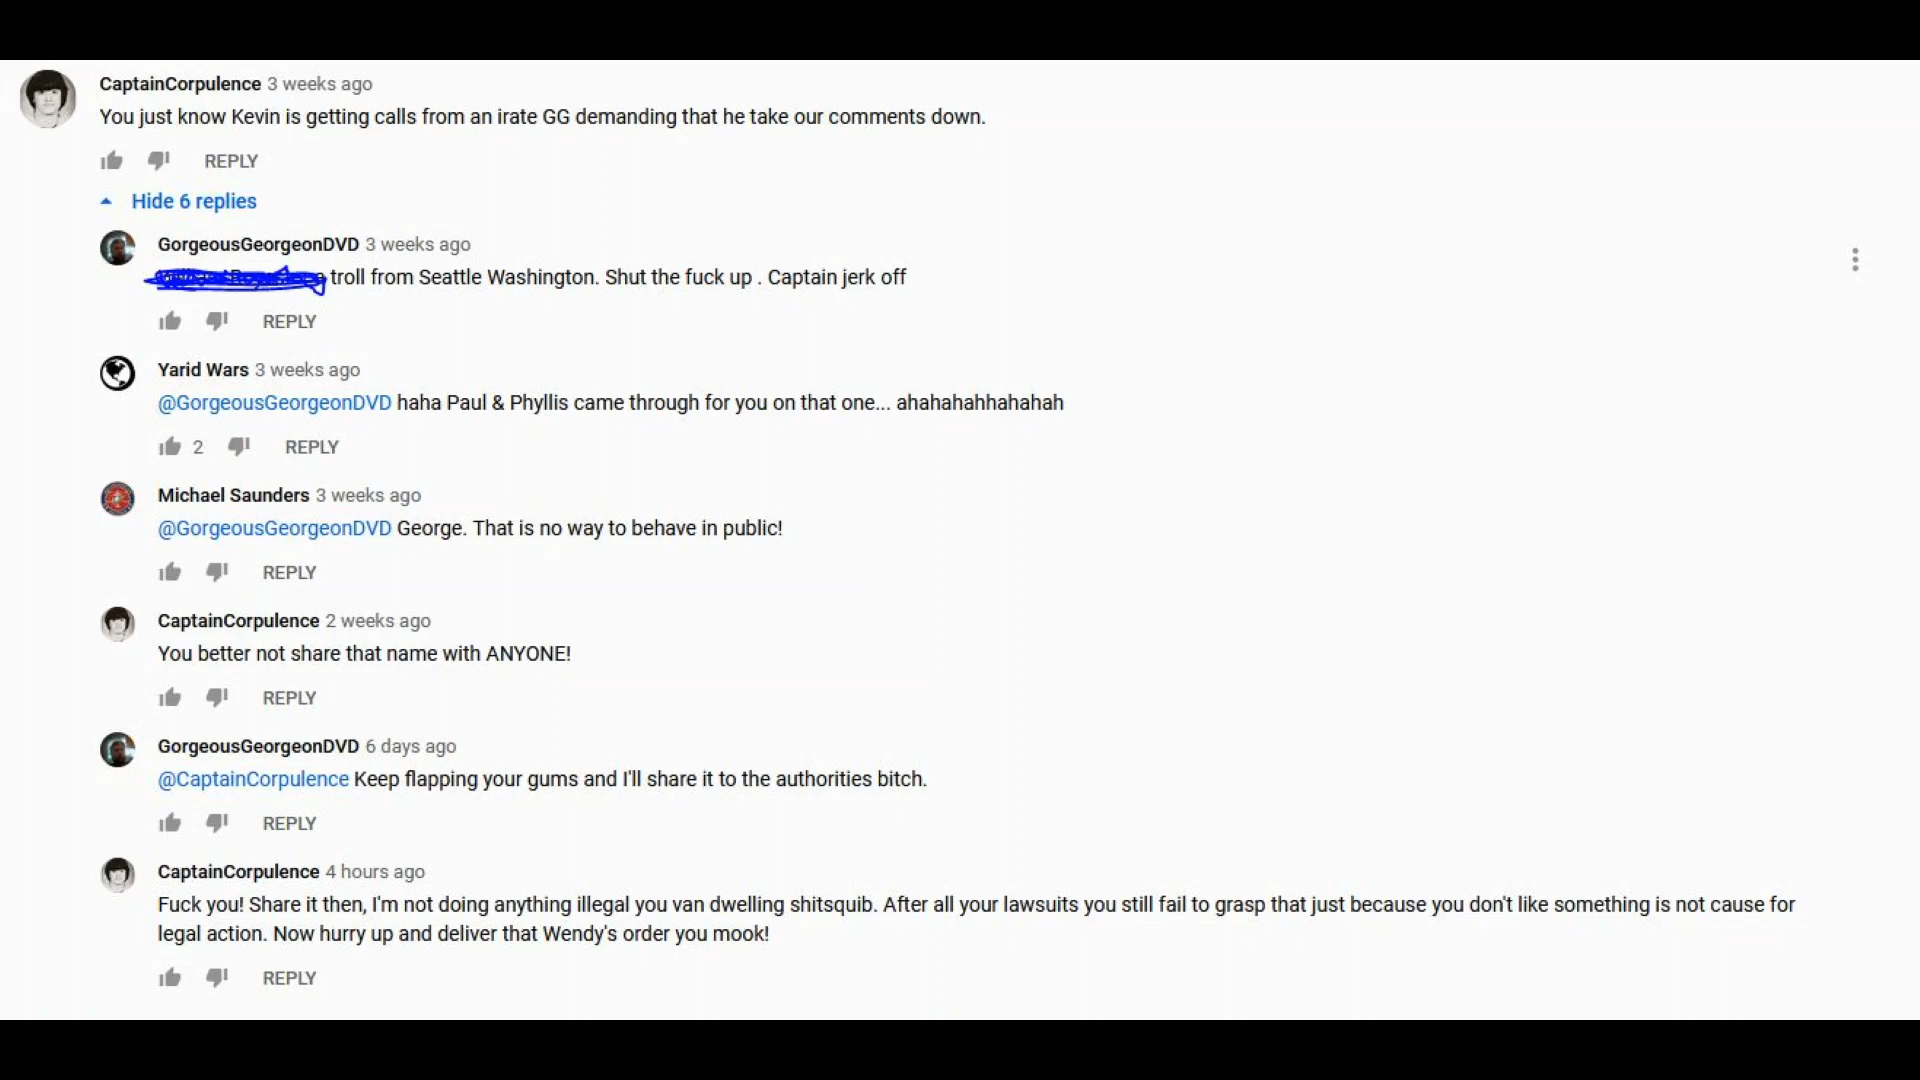 CaptainCorpulence 3 weeks ago
You just know Kevin is getting calls from an irate GG demanding that he take our comments down.
REPLY
Hide 6 replies
GorgeousGeorgeonDVD 3 weeks ago
troll from Seattle Washington. Shut the fuck up . Captain jerk off
REPLY
Yarid Wars 3 weeks ago
@GorgeousGeorgeonDVD haha Paul & Phyllis came through for you on that one... ahahahahhahahah
2 REPLY
Michael Saunders 3 weeks ago
@GorgeousGeorgeonDVD George. That is no way to behave in public!
REPLY
CaptainCorpulence 2 weeks ago
You better not share that name with ANYONE!
REPLY
GorgeousGeorgeonDVD 6 days ago
@CaptainCorpulence Keep flapping your gums and I'll share it to the authorities bitch.
REPLY
CaptainCorpulence 4 hours ago
Fuck you! Share it then, I'm not doing anything illegal you van dwelling shitsquib. After all your lawsuits you still fail to grasp that just because you don't like something is not cause for
legal action. Now hurry up and deliver that Wendy's order you mook!
REPLY